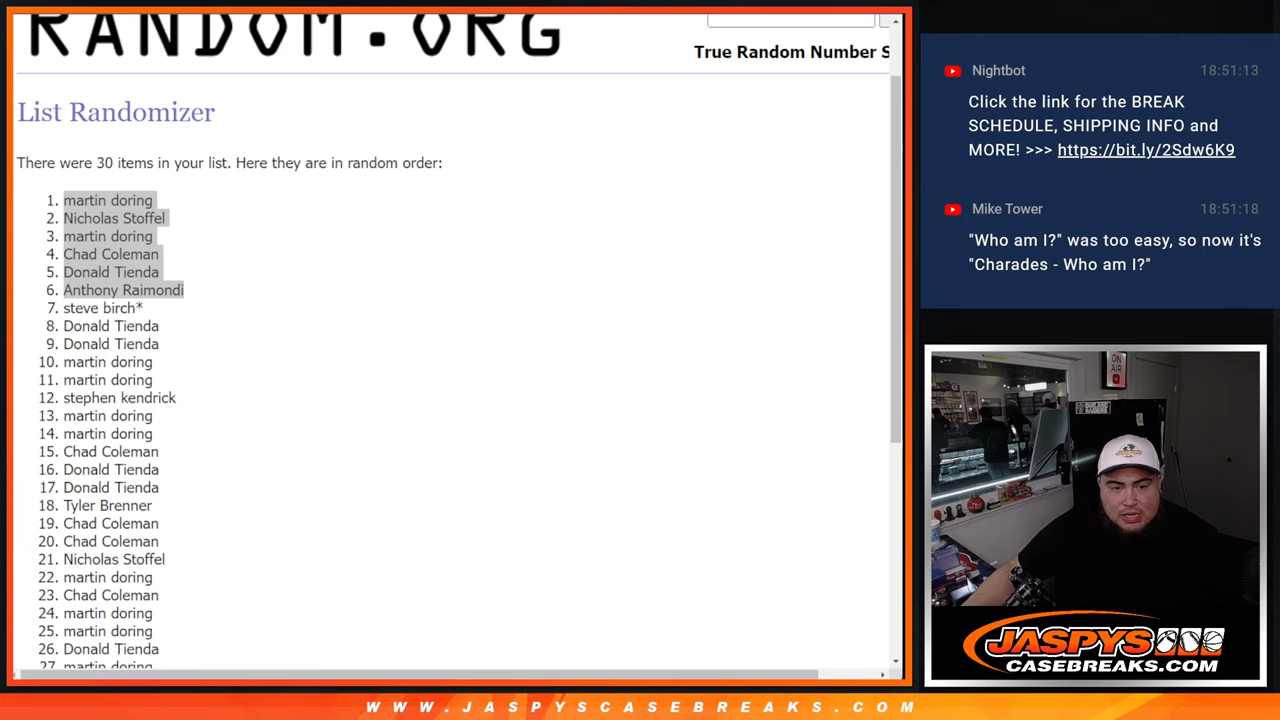 RANDOM.ORG
True Random Number S
List Randomizer
There were 30 items in your list. Here they are in random order:
1. martin doring
2. Nicholas Stoffel
3. martin doring
4. Chad Coleman
5. Donald Tienda
6. Anthony Raimondi
7. steve birch*
8. Donald Tienda
9. Donald Tienda
10. martin doring
11. martin doring
12. stephen kendrick
13. martin doring
14. martin doring
15. Chad Coleman
16. Donald Tienda
17. Donald Tienda
18. Tyler Brenner
19. Chad Coleman
20. Chad Coleman
21. Nicholas Stoffel
22. martin doring
23. Chad Coleman
24. martin doring
25. martin doring
26. Donald Tienda
27. martin doring
Nightbot 18:51:13
Click the link for the BREAK
SCHEDULE, SHIPPING INFO and
MORE! >>> https://bit.ly/2Sdw6K9
Mike Tower 18:51:18
"Who am I?" was too easy, so now it's
"Charades - Who am I?"
ON
AIR
JASPYS
CASEBREAKS.COM
WWW.JASPYSCASEBREAKS.COM